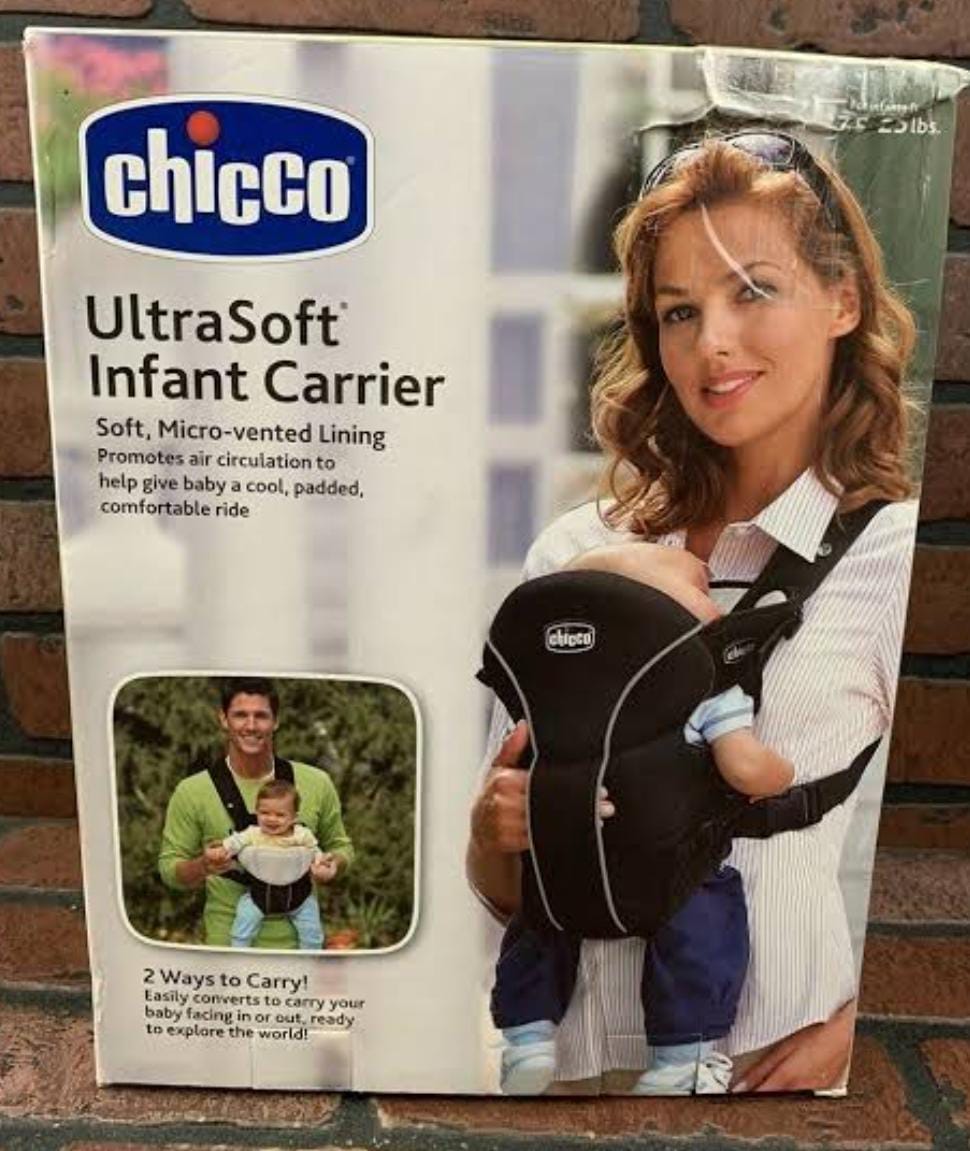 chicco
UltraSoft®
Infant Carrier
Soft, Micro-vented Lining
Promotes air circulation to
help give baby a cool, padded,
comfortable ride
lbs.
chicco
chicco
2 Ways to Carry!
Easily converts to carry your
baby facing in or out, ready
to explore the world!